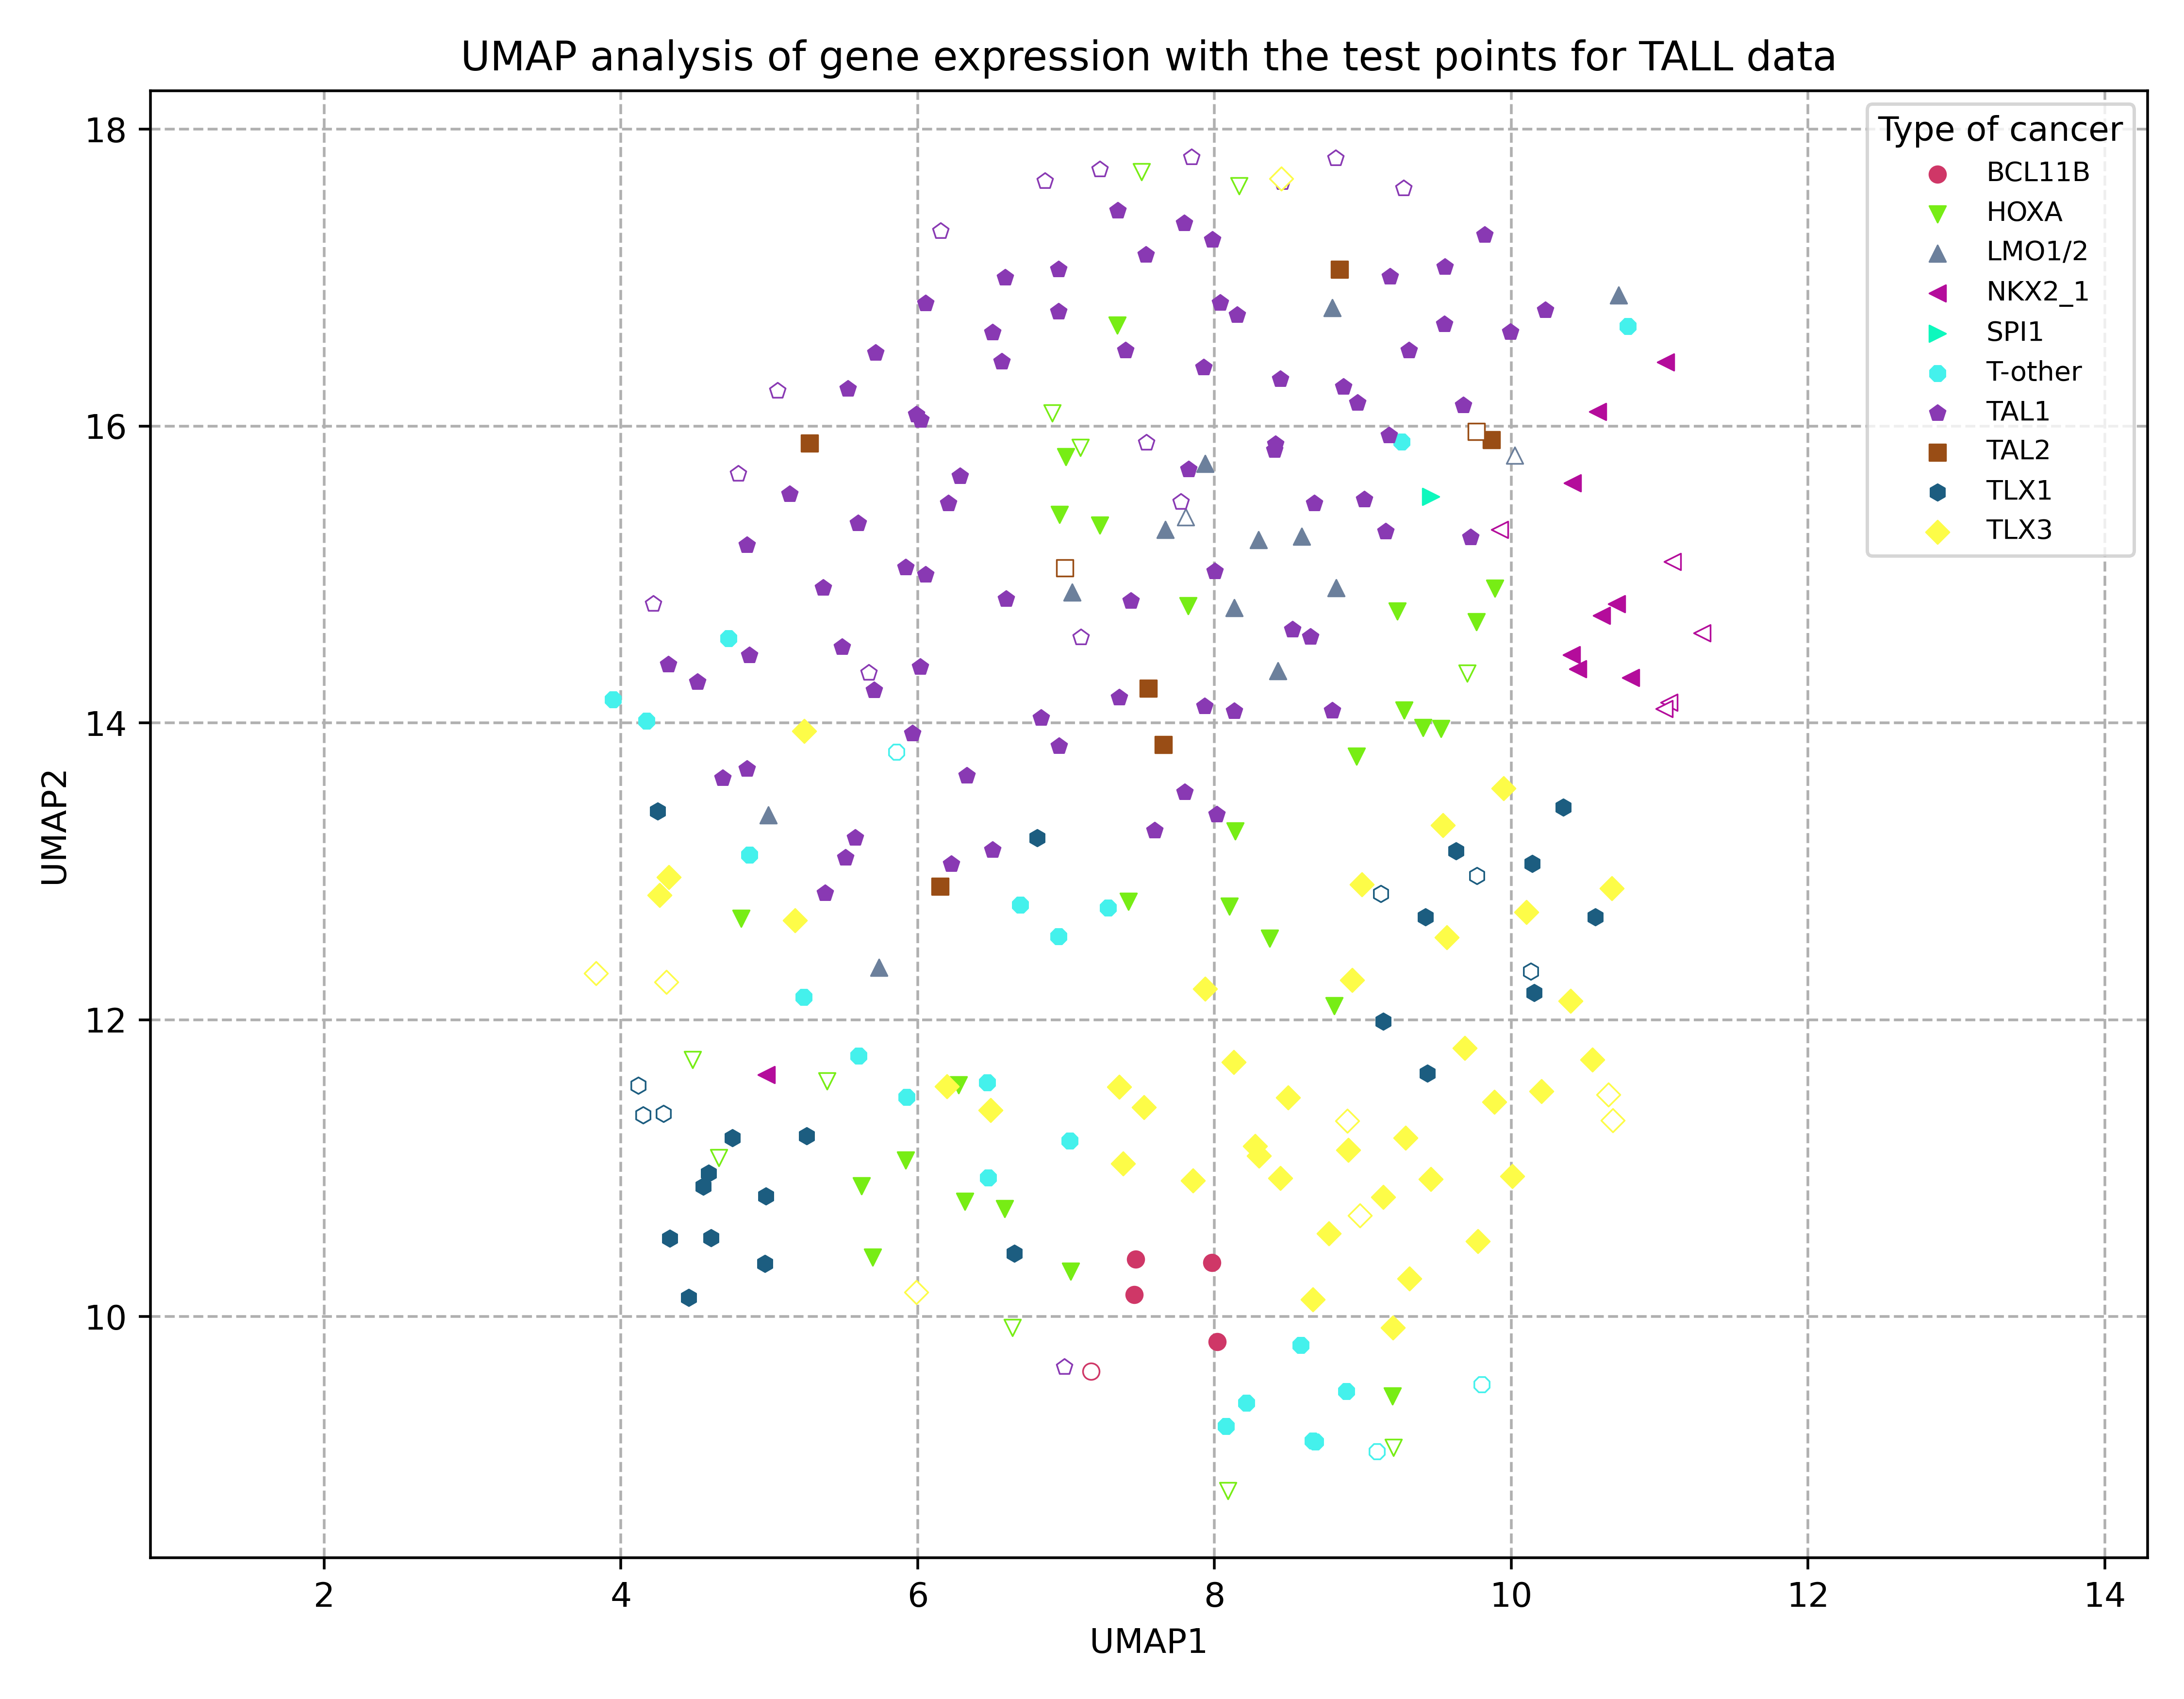 UMAP analysis of gene expression with the test points for TALL data
Type of cancer
BCL11B
HOXA
LMO1/2
NKX2_1
SPI1
T-other
TAL1
TAL2
TLX1
TLX3
UMAP2
18
16
14
12
10
2 4 6 8 10 12 14
UMAP1